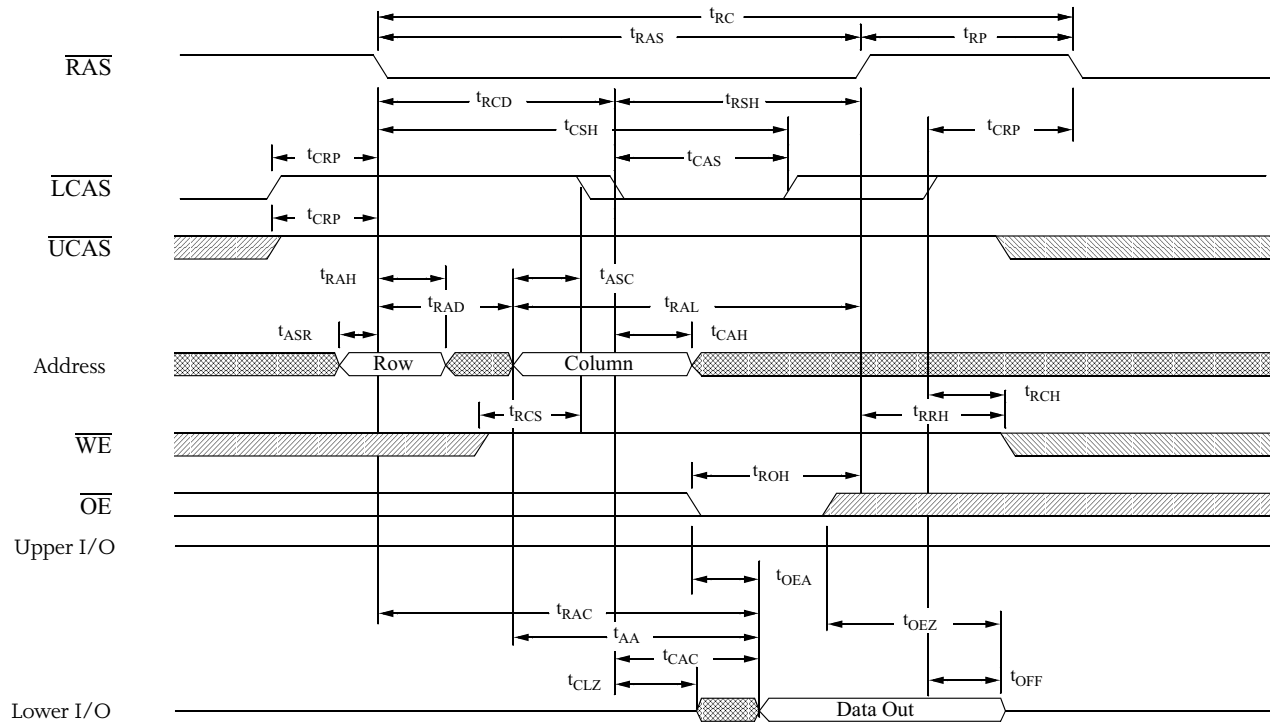 tRC
tRAS tRP
RAS
tRCD tRSH
tCSH tCRP
tCRP tCAS
LCAS
tCRP
UCAS
tRAH tASC
tRAD tRAL
tASR tCAH
Address Row Column
tRCH
tRCS tRRH
WE
tROH
OE
Upper I/O
tOEA
tRAC
tOEZ
tAA
tCAC
tCLZ tOFF
Lower I/O Data Out